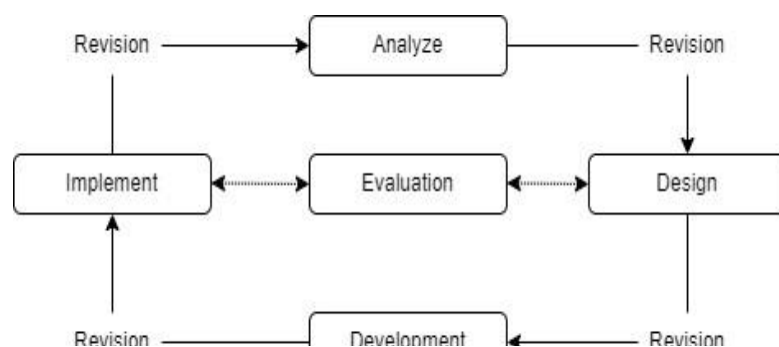 Revision Analyze Revision
Implement Evaluation Design
Revision Development Revision